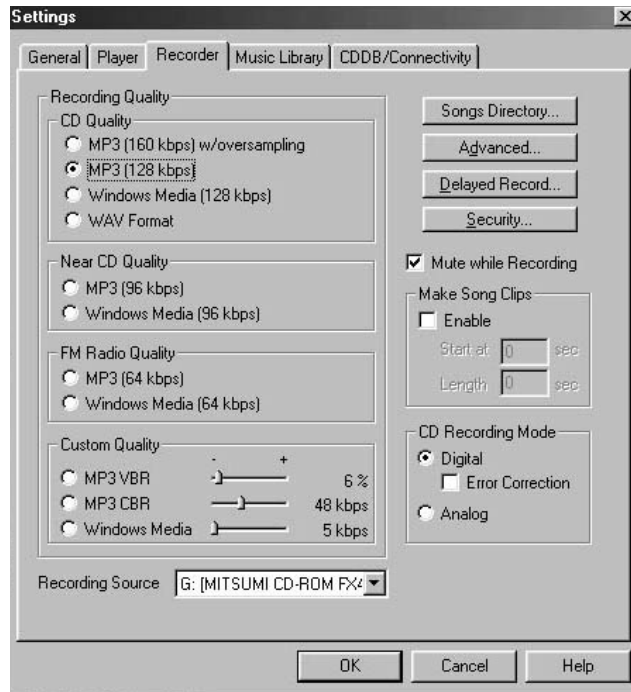 Settings
General Player Recorder Music Library CDDB/Connectivity
Recording Quality
CD Quality
MP3 (160 kbps) w/oversampling
MP3 (128 kbps)
Windows Media (128 kbps)
WAV Format
Near CD Quality
MP3 (96 kbps)
Windows Media (96 kbps)
FM Radio Quality
MP3 (64 kbps)
Windows Media (64 kbps)
Custom Quality
- +
MP3 VBR 6 %
MP3 CBR 48 kbps
Windows Media 5 kbps
Recording Source G: [MITSUMI CD-ROM FX4
Songs Directory...
Advanced...
Delayed Record...
Security...
Mute while Recording
Make Song Clips
Enable
Start at 0 sec
Length 0 sec
CD Recording Mode
Digital
Error Correction
Analog
OK Cancel Help